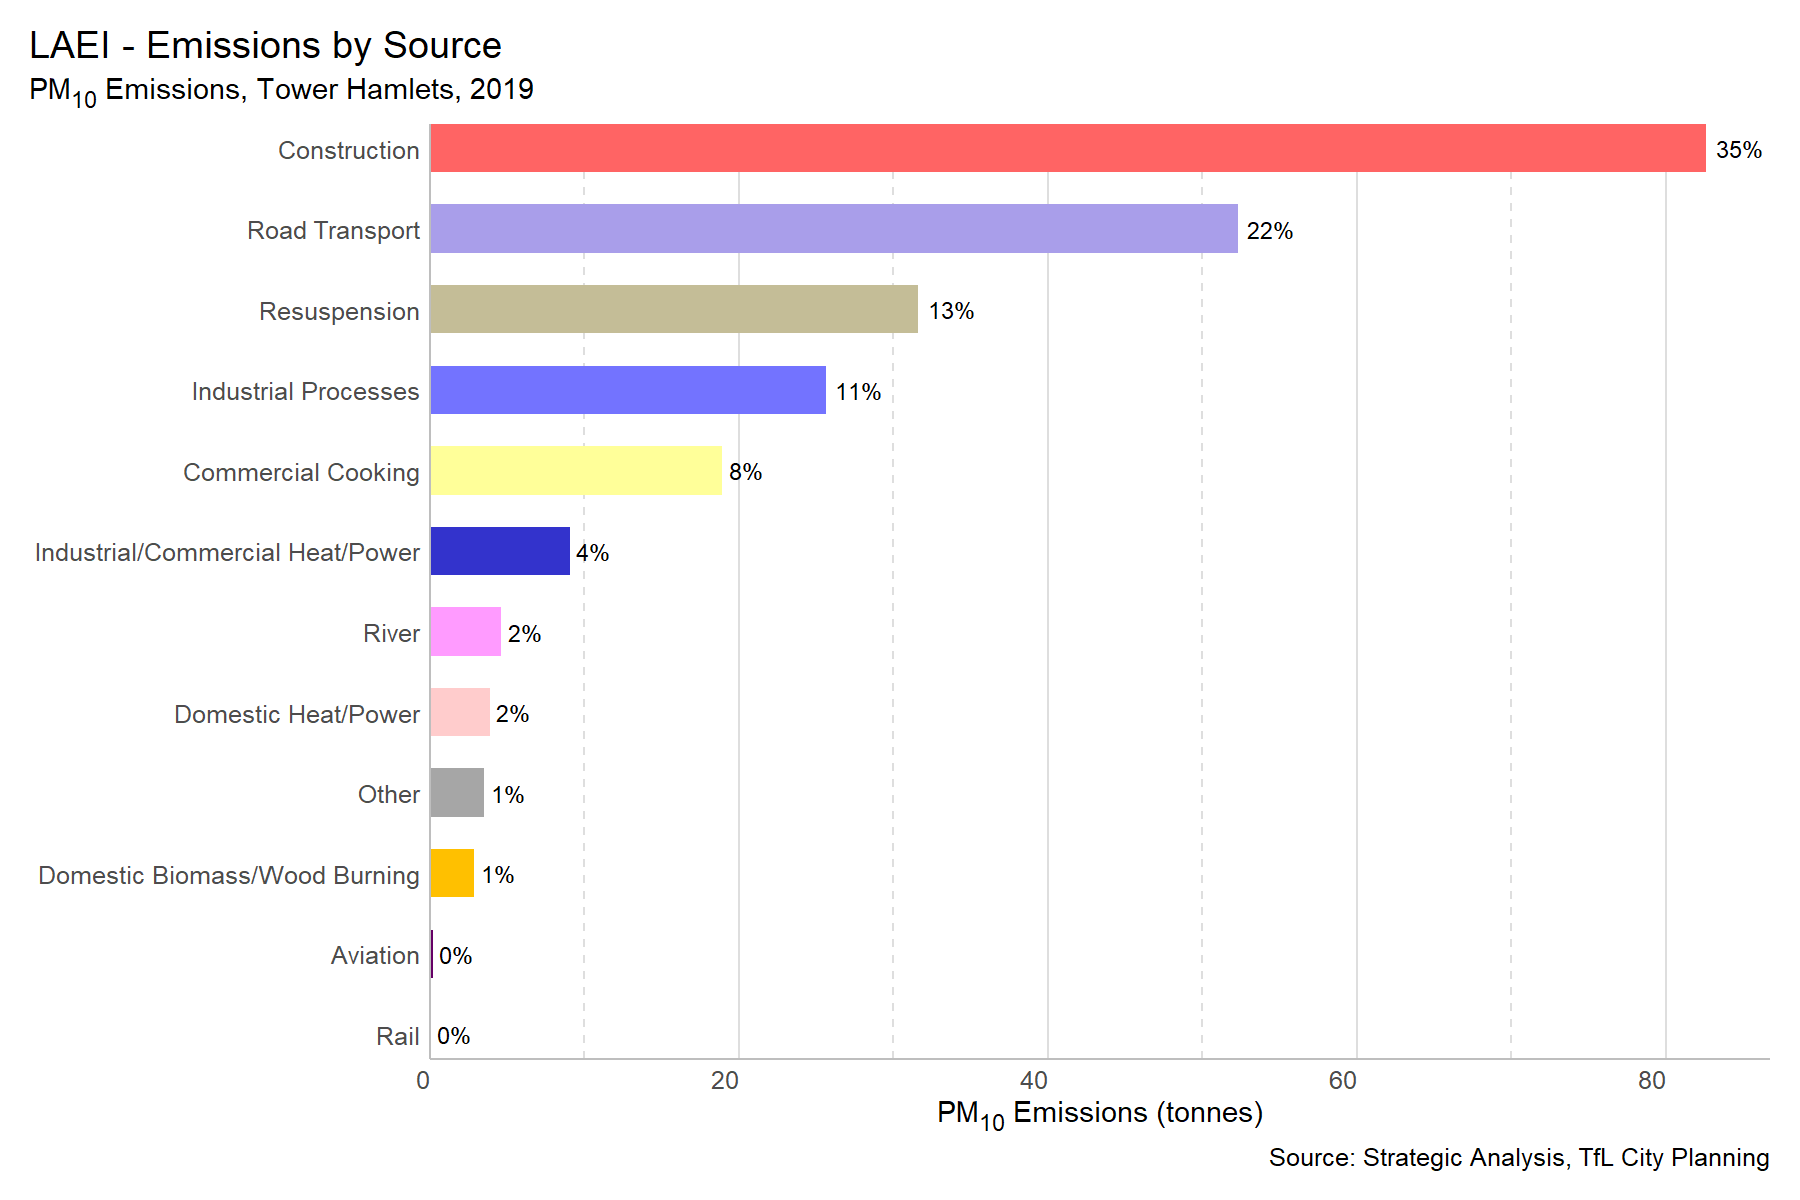 LAEI - Emissions by Source
PM10 Emissions, Tower Hamlets, 2019
Construction 35%
Road Transport 22%
Resuspension 13%
Industrial Processes 11%
Commercial Cooking 8%
Industrial/Commercial Heat/Power 4%
River 2%
Domestic Heat/Power 2%
Other 1%
Domestic Biomass/Wood Burning 1%
Aviation 0%
Rail 0%
0 20 40 60 80
PM10 Emissions (tonnes)
Source: Strategic Analysis, TfL City Planning